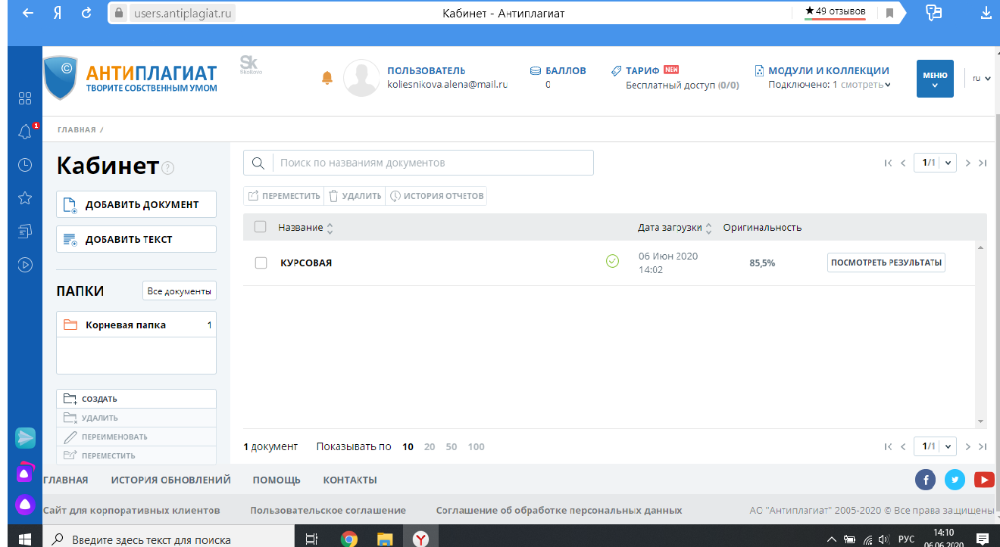 users.antiplagiat.ru
Кабинет - Антиплагиат
★ 49 отзывов
АНТИПЛАГИАТ
ТВОРИТЕ СОБСТВЕННЫМ УМОМ
Sk
Skolkovo
ПОЛЬЗОВАТЕЛЬ
koliesnikova.alena@mail.ru
БАЛЛОВ
0
ТАРИФ NEW
Бесплатный доступ (0/0)
МОДУЛИ И КОЛЛЕКЦИИ
Подключено: 1 смотреть
МЕНЮ
ru
1
ГЛАВНАЯ /
Кабинет ?
ДОБАВИТЬ ДОКУМЕНТ
ДОБАВИТЬ ТЕКСТ
ПАПКИ
Все документы
Корневая папка 1
СОЗДАТЬ
УДАЛИТЬ
ПЕРЕИМЕНОВАТЬ
ПЕРЕМЕСТИТЬ
Поиск по названиям документов
1/1
ПЕРЕМЕСТИТЬ УДАЛИТЬ ИСТОРИЯ ОТЧЕТОВ
Название Дата загрузки Оригинальность
КУРСОВАЯ
06 Июн 2020
14:02
85,5%
ПОСМОТРЕТЬ РЕЗУЛЬТАТЫ
1 документ Показывать по 10 20 50 100
1/1
ГЛАВНАЯ ИСТОРИЯ ОБНОВЛЕНИЙ ПОМОЩЬ КОНТАКТЫ
Сайт для корпоративных клиентов Пользовательское соглашение Соглашение об обработке персональных данных АО "Антиплагиат" 2005-2020 © Все права защищены
Введите здесь текст для поиска
РУС
14:10
06.06.2020